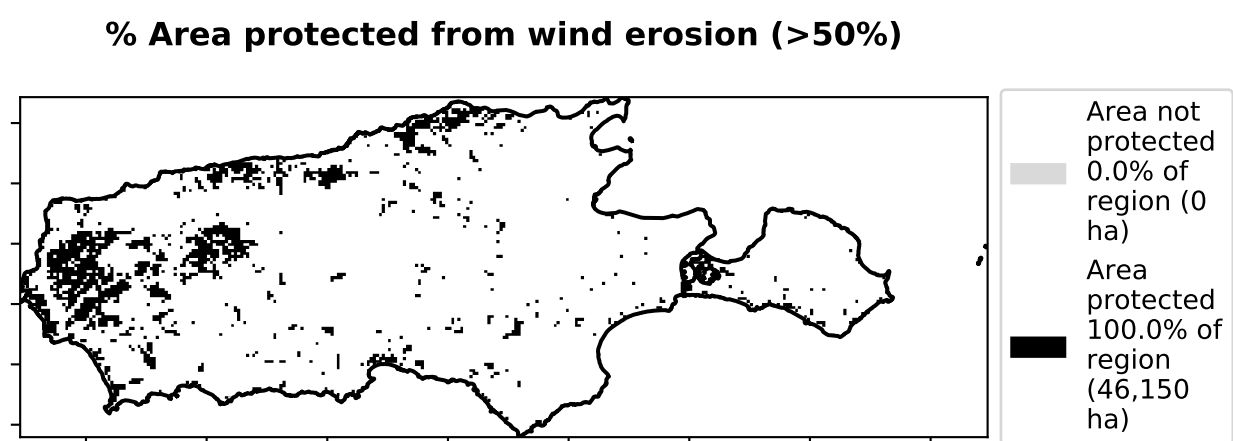 % Area protected from wind erosion (>50%)
Area not
protected
0.0% of
region (0
ha)
Area
protected
100.0% of
region
(46,150
ha)